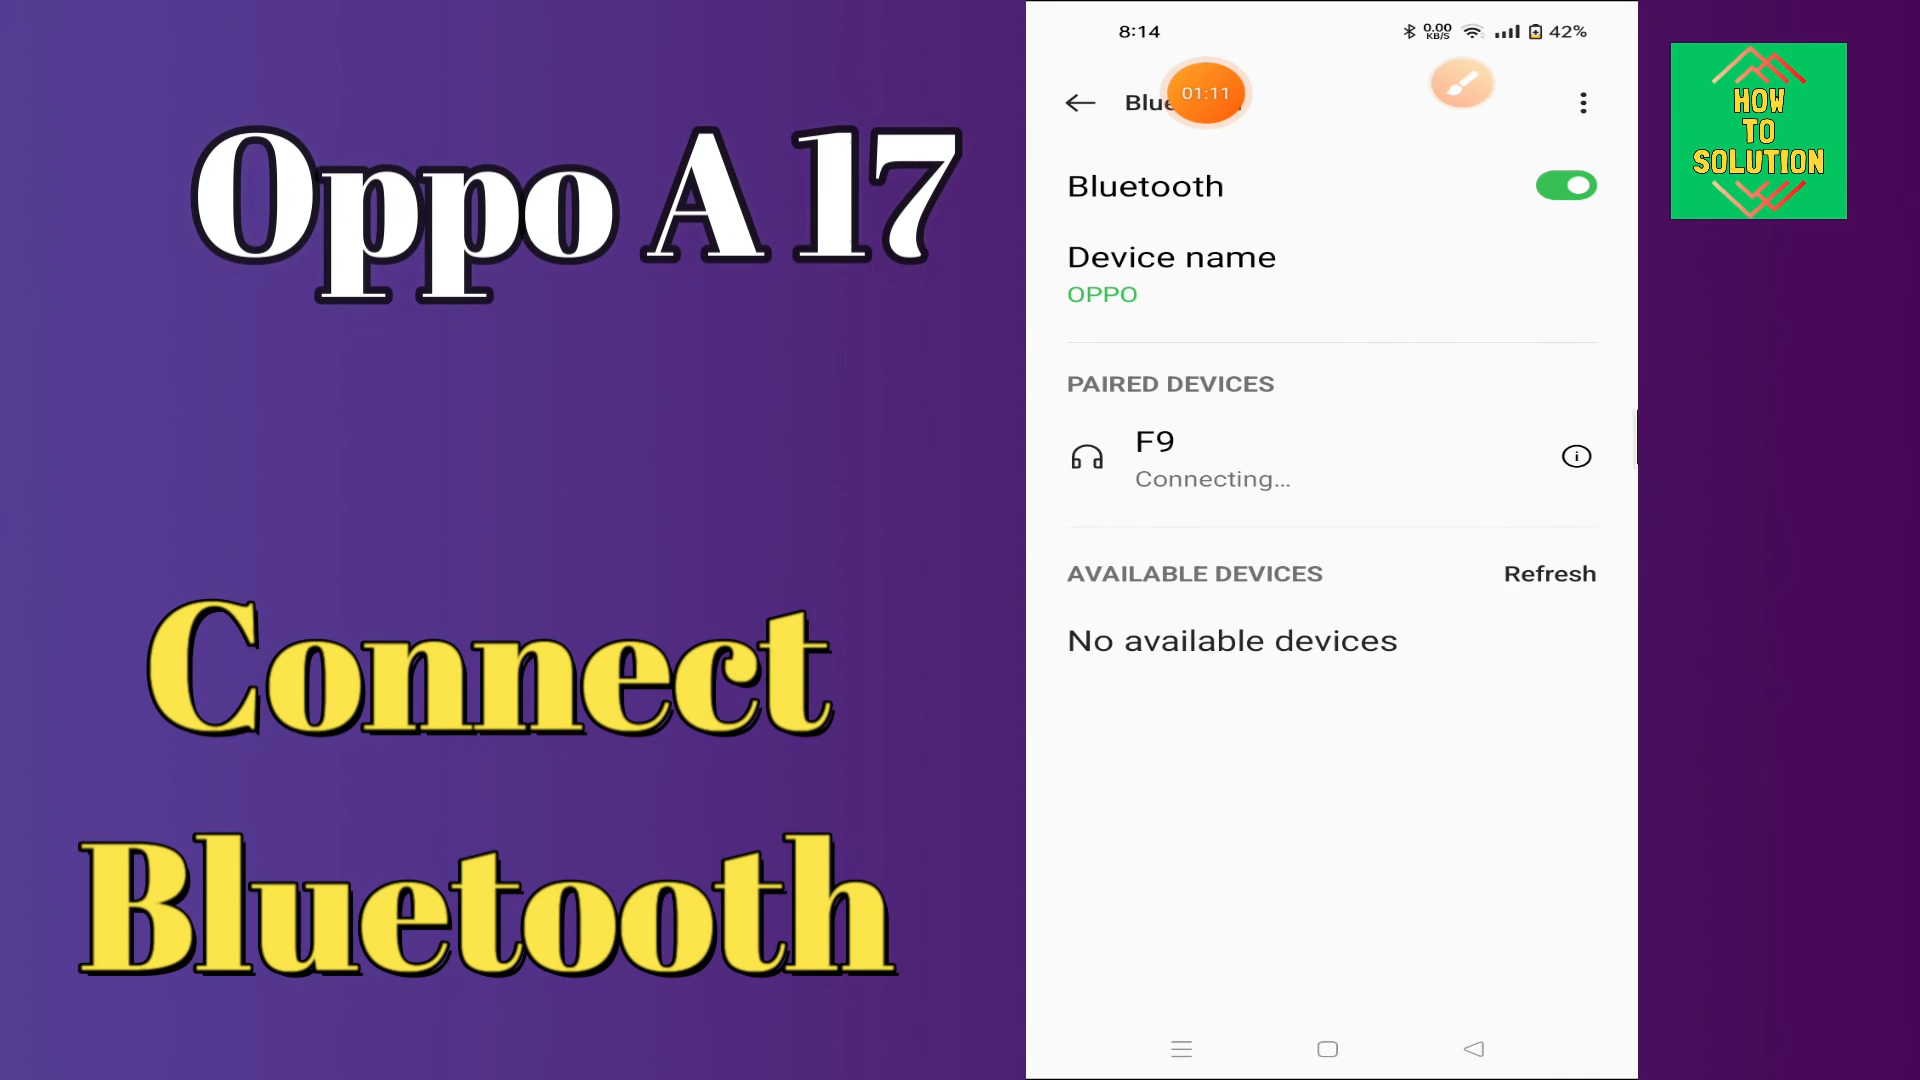 Oppo A 17
Connect
Bluetooth
8:14
0.00
KB/S
42%
01:11
Bluetooth
OPPO
Device name
PAIRED DEVICES
F9
Connecting...
AVAILABLE DEVICES
Refresh
No available devices
HOW
TO
SOLUTION